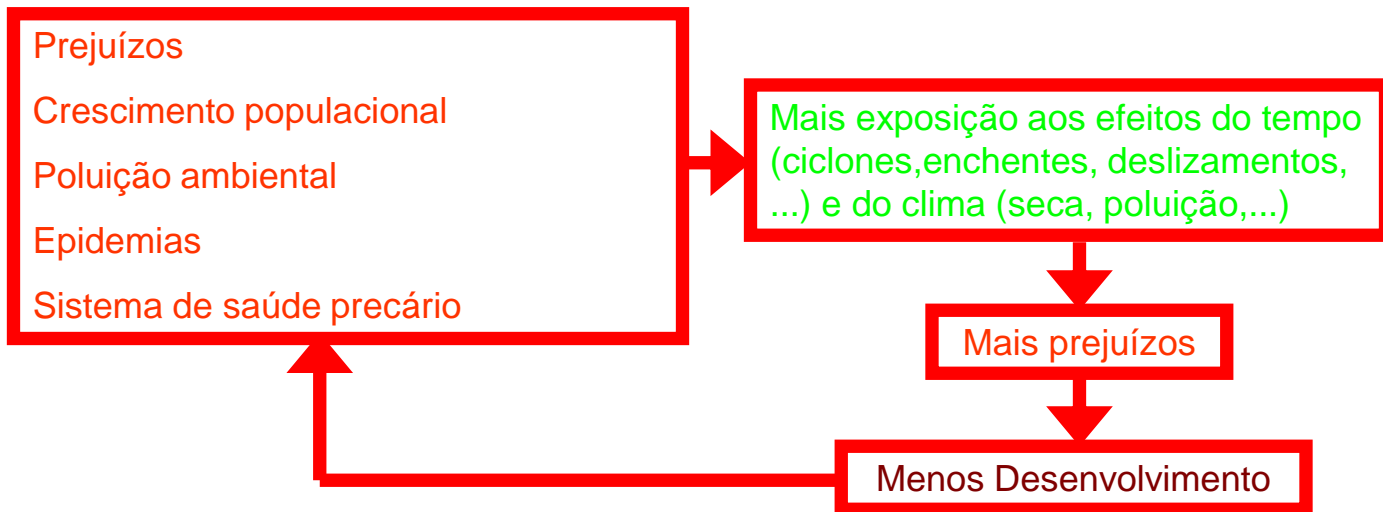 Prejuízos
Crescimento populacional
Poluição ambiental
Epidemias
Sistema de saúde precário
Mais exposição aos efeitos do tempo
(ciclones,enchentes, deslizamentos,
...) e do clima (seca, poluição,...)
Mais prejuízos
Menos Desenvolvimento